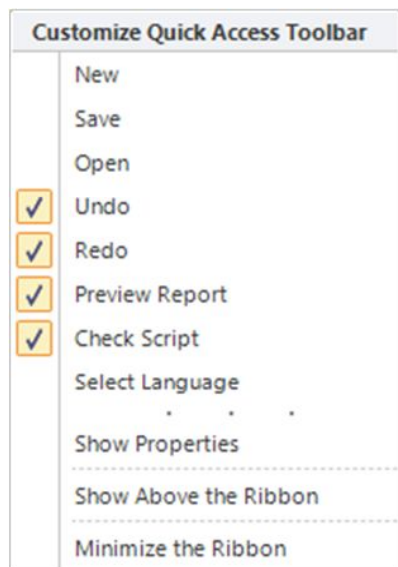 Customize Quick Access Toolbar
New
Save
Open
Undo
Redo
Preview Report
Check Script
Select Language
. . .
Show Properties
Show Above the Ribbon
Minimize the Ribbon